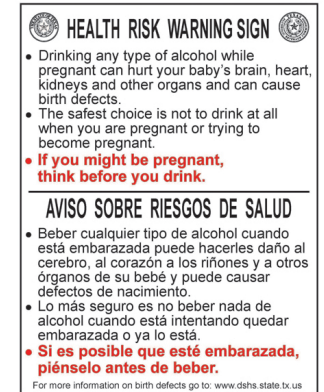 HEALTH RISK WARNING SIGN
• Drinking any type of alcohol while
pregnant can hurt your baby's brain, heart,
kidneys and other organs and can cause
birth defects.
• The safest choice is not to drink at all
when you are pregnant or trying to
become pregnant.
• If you might be pregnant,
think before you drink.
AVISO SOBRE RIESGOS DE SALUD
• Beber cualquier tipo de alcohol cuando
está embarazada puede hacerles daño al
cerebro, al corazón a los riñones y a otros
órganos de su bebé y puede causar
defectos de nacimiento.
• Lo más seguro es no beber nada de
alcohol cuando está intentando quedar
embarazada o ya lo está.
• Si es posible que esté embarazada,
piénselo antes de beber.
For more information on birth defects go to: www.dshs.state.tx.us